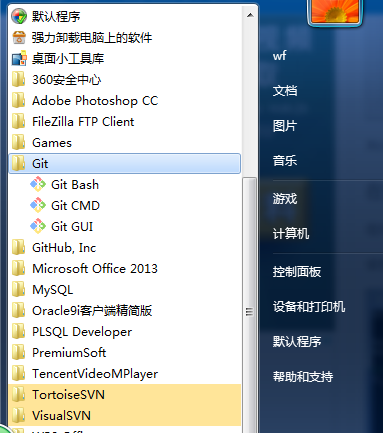 默认程序
强力卸载电脑上的软件
桌面小工具库
360安全中心
Adobe Photoshop CC
FileZilla FTP Client
Games
Git
Git Bash
Git CMD
Git GUI
GitHub, Inc
Microsoft Office 2013
MySQL
Oracle9i客户端精简版
PLSQL Developer
PremiumSoft
TencentVideoMPlayer
TortoiseSVN
VisualSVN
wf
文档
图片
音乐
游戏
计算机
控制面板
设备和打印机
默认程序
帮助和支持